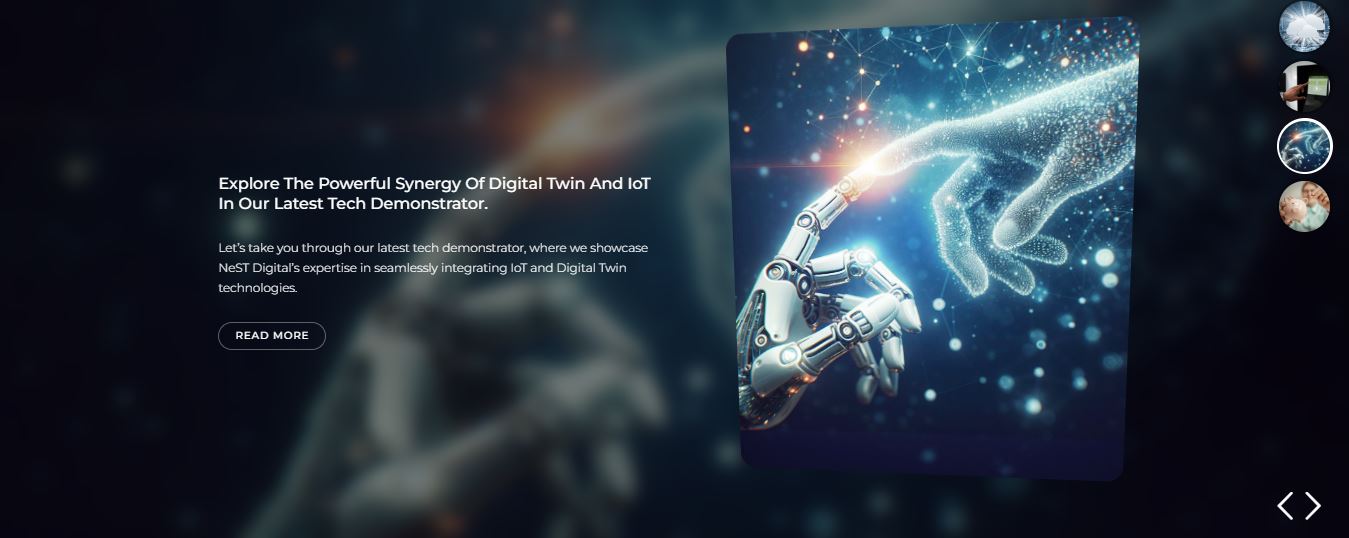 Explore The Powerful Synergy Of Digital Twin And IoT
In Our Latest Tech Demonstrator.
Let's take you through our latest tech demonstrator, where we showcase
NeST Digital's expertise in seamlessly integrating IoT and Digital Twin
technologies.
READ MORE